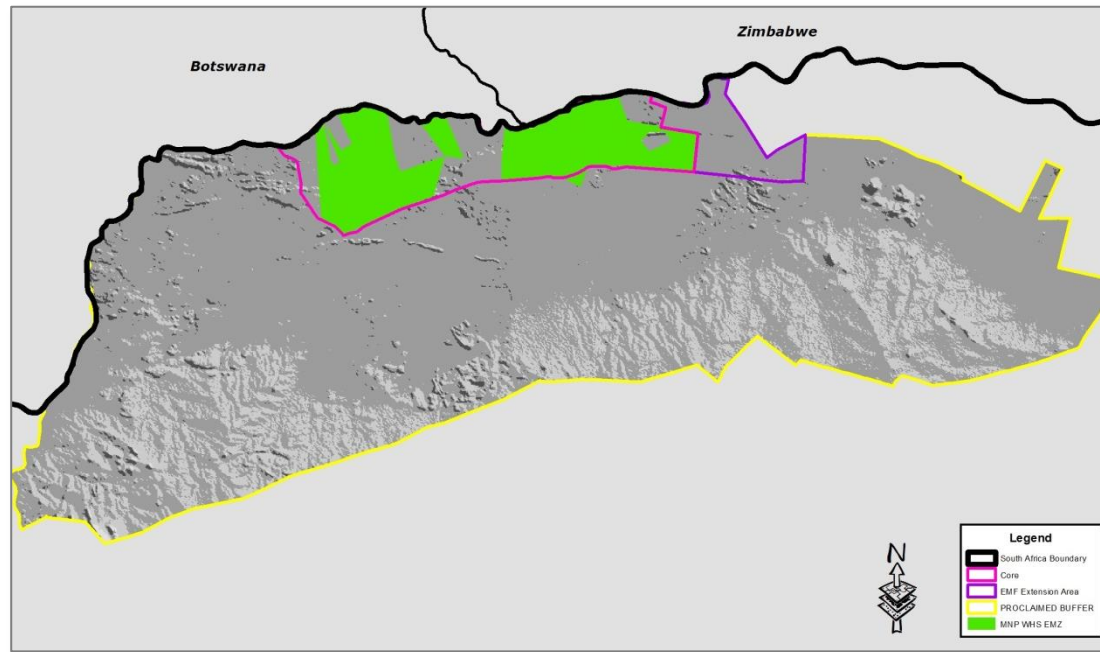 Zimbabwe
Botswana
N
Legend
South Africa Boundary
Core
EMF Extension Area
PROCLAIMED BUFFER
MNP WHS EMZ